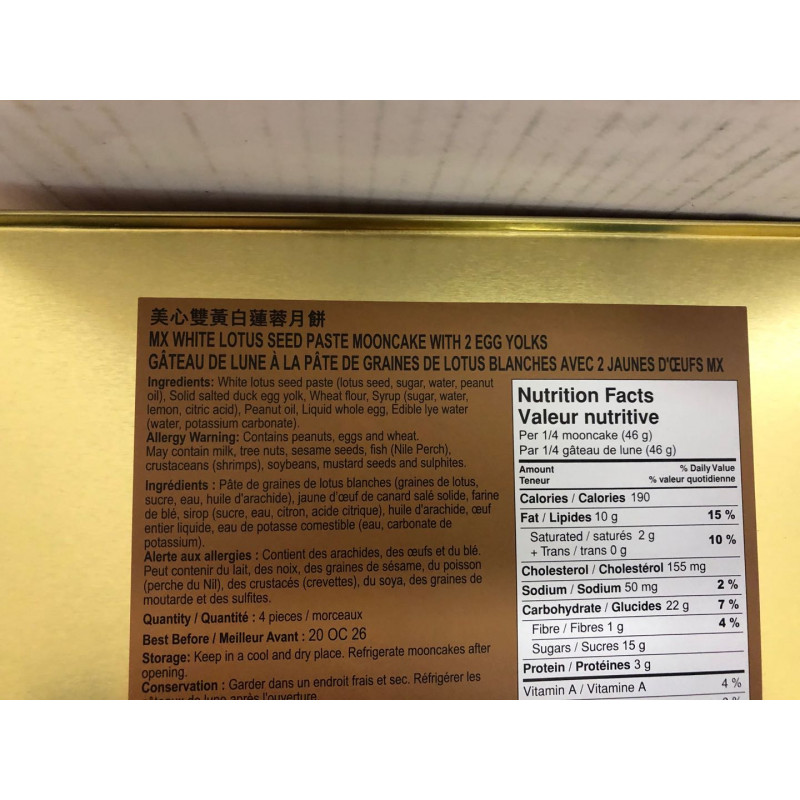 美心雙黃白蓮蓉月餅
MX WHITE LOTUS SEED PASTE MOONCAKE WITH 2 EGG YOLKS
GÂTEAU DE LUNE À LA PÂTE DE GRAINES DE LOTUS BLANCHES AVEC 2 JAUNES D'ŒUFS MX
Ingredients: White lotus seed paste (lotus seed, sugar, water, peanut
oil), Solid salted duck egg yolk, Wheat flour, Syrup (sugar, water,
lemon, citric acid), Peanut oil, Liquid whole egg, Edible lye water
(water, potassium carbonate).
Allergy Warning: Contains peanuts, eggs and wheat.
May contain milk, tree nuts, sesame seeds, fish (Nile Perch),
crustaceans (shrimps), soybeans, mustard seeds and sulphites.
Ingrédients : Pâte de graines de lotus blanches (graines de lotus,
sucre, eau, huile d'arachide), jaune d'œuf de canard salé solide, farine
de blé, sirop (sucre, eau, citron, acide citrique), huile d'arachide, œuf
entier liquide, eau de potasse comestible (eau, carbonate de
potassium).
Alerte aux allergies : Contient des arachides, des œufs et du blé.
Peut contenir du lait, des noix, des graines de sésame, du poisson
(perche du Nil), des crustacés (crevettes), du soya, des graines de
moutarde et des sulfites.
Quantity / Quantité : 4 pieces / morceaux
Best Before / Meilleur Avant : 20 OC 26
Storage: Keep in a cool and dry place. Refrigerate mooncakes after
opening.
Conservation : Garder dans un endroit frais et sec. Réfrigérer les
de lune après l'ouverture.
Nutrition Facts
Valeur nutritive
Per 1/4 mooncake (46 g)
Par 1/4 gâteau de lune (46 g)
Amount % Daily Value
Teneur % valeur quotidienne
Calories / Calories 190
Fat / Lipides 10 g 15 %
Saturated / saturés 2 g 10 %
+ Trans / trans 0 g
Cholesterol / Cholestérol 155 mg
Sodium / Sodium 50 mg 2 %
Carbohydrate / Glucides 22 g 7 %
Fibre / Fibres 1 g 4 %
Sugars / Sucres 15 g
Protein / Protéines 3 g
Vitamin A / Vitamine A 4 %